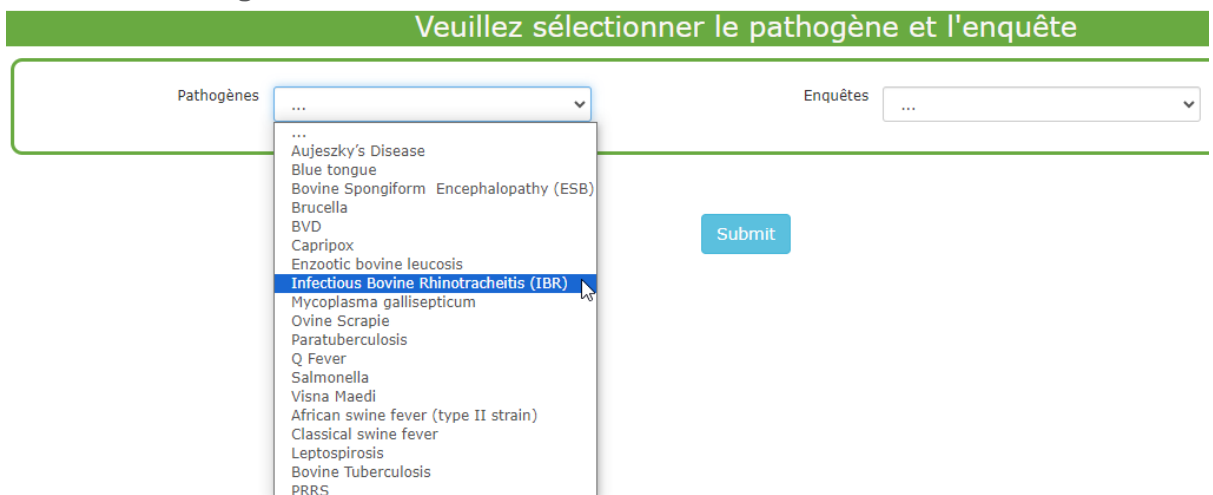 Veuillez sélectionner le pathogène et l'enquête
Pathogènes
...
Enquêtes
...
...
Aujeszky’s Disease
Blue tongue
Bovine Spongiform Encephalopathy (ESB)
Brucella
BVD
Capripox
Enzootic bovine leucosis
Infectious Bovine Rhinotracheitis (IBR)
Mycoplasma gallisepticum
Ovine Scrapie
Paratuberculosis
Q Fever
Salmonella
Visna Maedi
African swine fever (type II strain)
Classical swine fever
Leptospirosis
Bovine Tuberculosis
PRRS
Submit